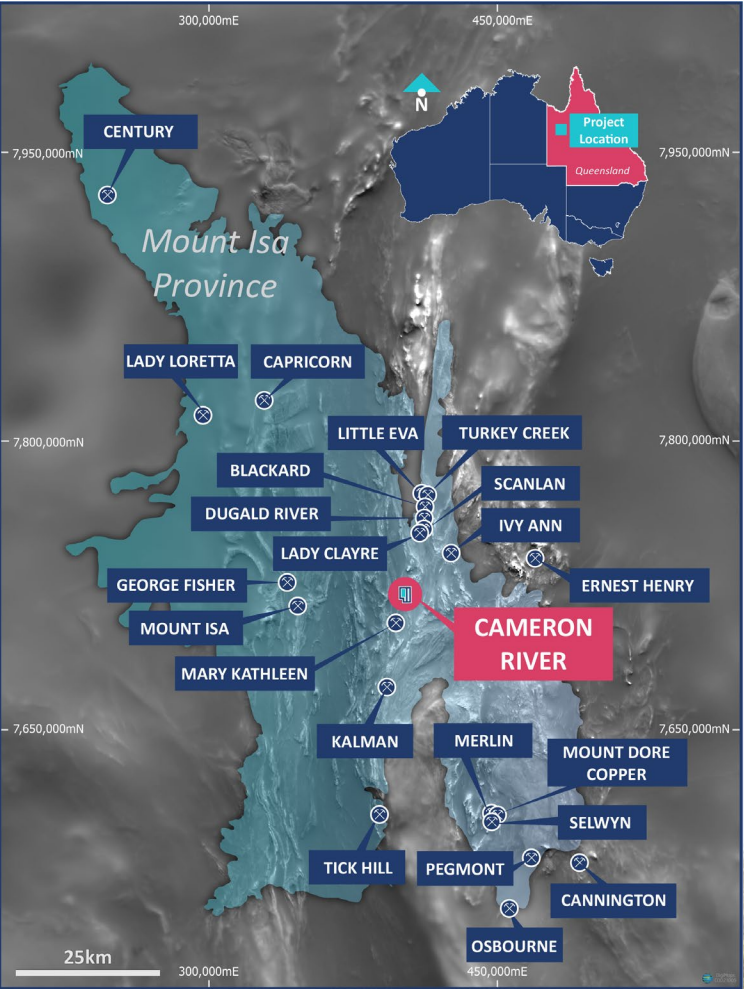 300,000mE
450,000mE
CENTURY
N
Project
Location
7,950,000mN
7,950,000mN
Queensland
Mount Isa
Province
LADY LORETTA
CAPRICORN
LITTLE EVA
TURKEY CREEK
7,800,000mN
7,800,000mN
BLACKARD
SCANLAN
DUGALD RIVER
IVY ANN
LADY CLAYRE
GEORGE FISHER
ERNEST HENRY
MOUNT ISA
CAMERON
RIVER
MARY KATHLEEN
7,650,000mN
7,650,000mN
KALMAN
MERLIN
MOUNT DORE
COPPER
SELWYN
TICK HILL
PEGMONT
CANNINGTON
OSBOURNE
25km
300,000mE
450,000mE